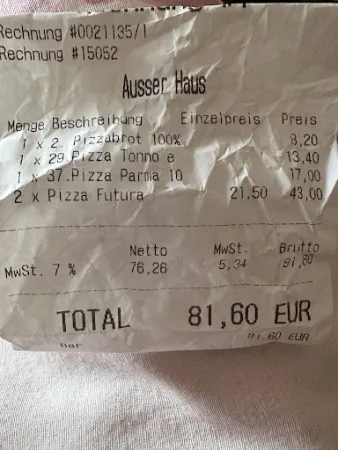 Rechnung #0021135/1
Rechnung #15052
Ausser Haus
Menge Beschreibung Einzelpreis Preis
1 x 2. Pizzabrot 100% 8,20
1 x 29.Pizza Tonno e 13,40
1 x 37.Pizza Parma 10 17,00
2 x Pizza Futura 21,50 43,00
Netto MwSt. Brutto
MwSt. 7 % 76,26 5,34 81,60
TOTAL 81,60 EUR
Bar 81,60 EUR